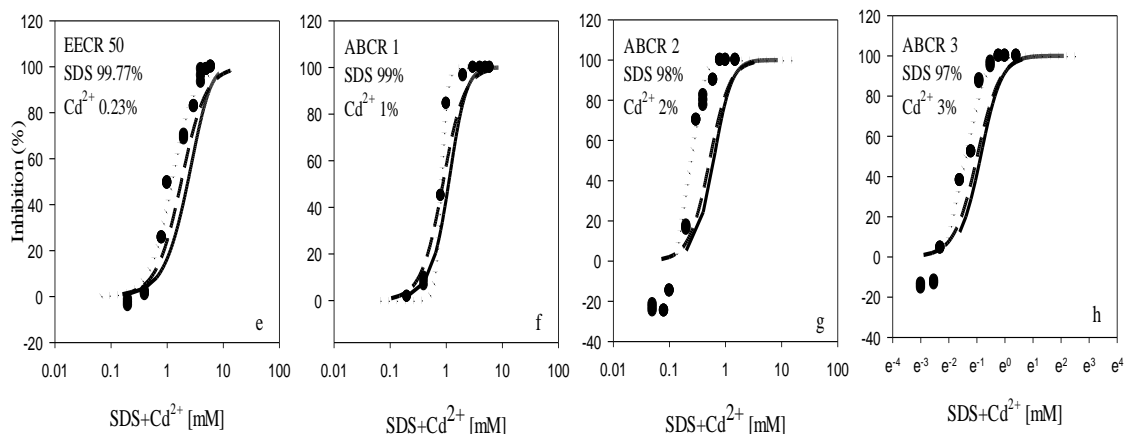 Inhibition (%)
120
100
80
60
40
20
0
-20
EECR 50
SDS 99.77%
Cd²⁺ 0.23%
e
0.01 0.1 1 10 100
SDS+Cd²⁺ [mM]
120
100
80
60
40
20
0
-20
ABCR 1
SDS 99%
Cd²⁺ 1%
f
0.01 0.1 1 10 100
SDS+Cd²⁺ [mM]
120
100
80
60
40
20
0
-20
-40
ABCR 2
SDS 98%
Cd²⁺ 2%
g
0.01 0.1 1 10 100
SDS+Cd²⁺ [mM]
120
100
80
60
40
20
0
-20
-40
ABCR 3
SDS 97%
Cd²⁺ 3%
h
e⁻⁴ e⁻³ e⁻² e⁻¹ e⁰ e¹ e² e³ e⁴
SDS+Cd²⁺ [mM]